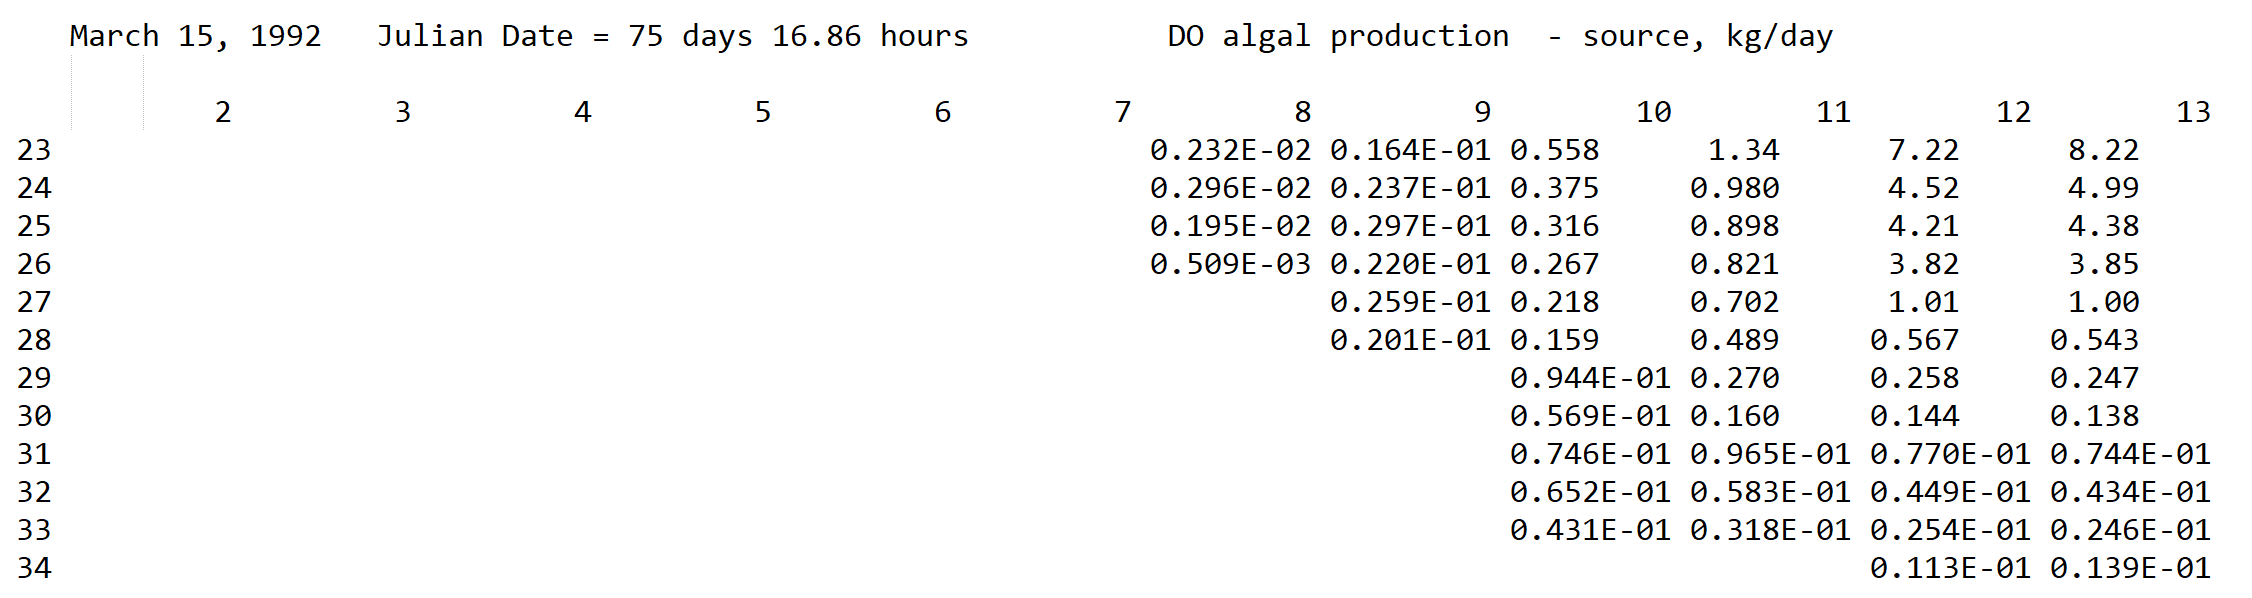 March 15, 1992   Julian Date = 75 days 16.86 hours           DO algal production  - source, kg/day
2         3         4         5         6         7         8         9        10        11        12        13
23 0.232E-02 0.164E-01 0.558 1.34 7.22 8.22
24 0.296E-02 0.237E-01 0.375 0.980 4.52 4.99
25 0.195E-02 0.297E-01 0.316 0.898 4.21 4.38
26 0.509E-03 0.220E-01 0.267 0.821 3.82 3.85
27 0.259E-01 0.218 0.702 1.01 1.00
28 0.201E-01 0.159 0.489 0.567 0.543
29 0.944E-01 0.270 0.258 0.247
30 0.569E-01 0.160 0.144 0.138
31 0.746E-01 0.965E-01 0.770E-01 0.744E-01
32 0.652E-01 0.583E-01 0.449E-01 0.434E-01
33 0.431E-01 0.318E-01 0.254E-01 0.246E-01
34 0.113E-01 0.139E-01